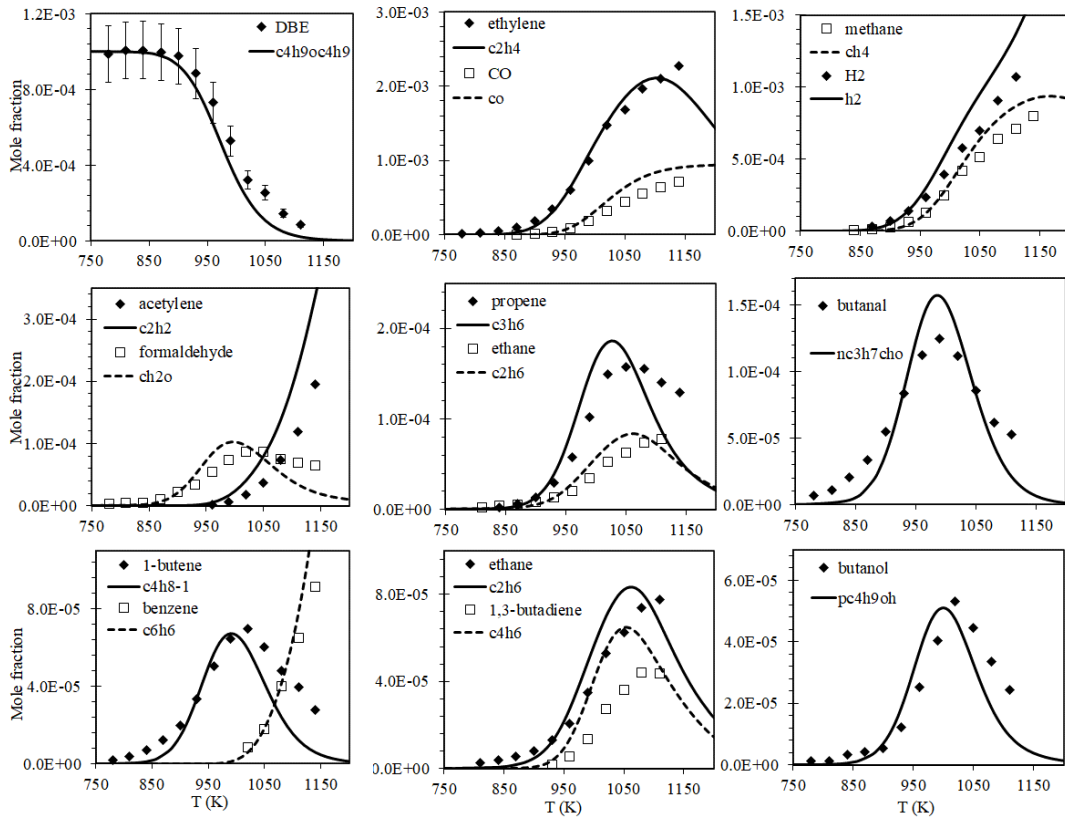 1.2E-03
8.0E-04
4.0E-04
0.0E+00
Mole fraction
DBE
c4h9oc4h9
750
850
950
1050
1150
3.0E-03
2.0E-03
1.0E-03
0.0E+00
ethylene
c2h4
CO
co
750
850
950
1050
1150
1.5E-03
1.0E-03
5.0E-04
0.0E+00
methane
ch4
H2
h2
750
850
950
1050
1150
3.0E-04
2.0E-04
1.0E-04
0.0E+00
acetylene
c2h2
formaldehyde
ch2o
750
850
950
1050
1150
2.0E-04
1.0E-04
0.0E+00
propene
c3h6
ethane
c2h6
750
850
950
1050
1150
1.5E-04
1.0E-04
5.0E-05
0.0E+00
butanal
nc3h7cho
750
850
950
1050
1150
8.0E-05
4.0E-05
0.0E+00
Mole fraction
1-butene
c4h8-1
benzene
c6h6
750
850
950
1050
1150
T (K)
8.0E-05
4.0E-05
0.0E+00
ethane
c2h6
1,3-butadiene
c4h6
750
850
950
1050
1150
T (K)
6.0E-05
4.0E-05
2.0E-05
0.0E+00
butanol
pc4h9oh
750
850
950
1050
1150
T (K)